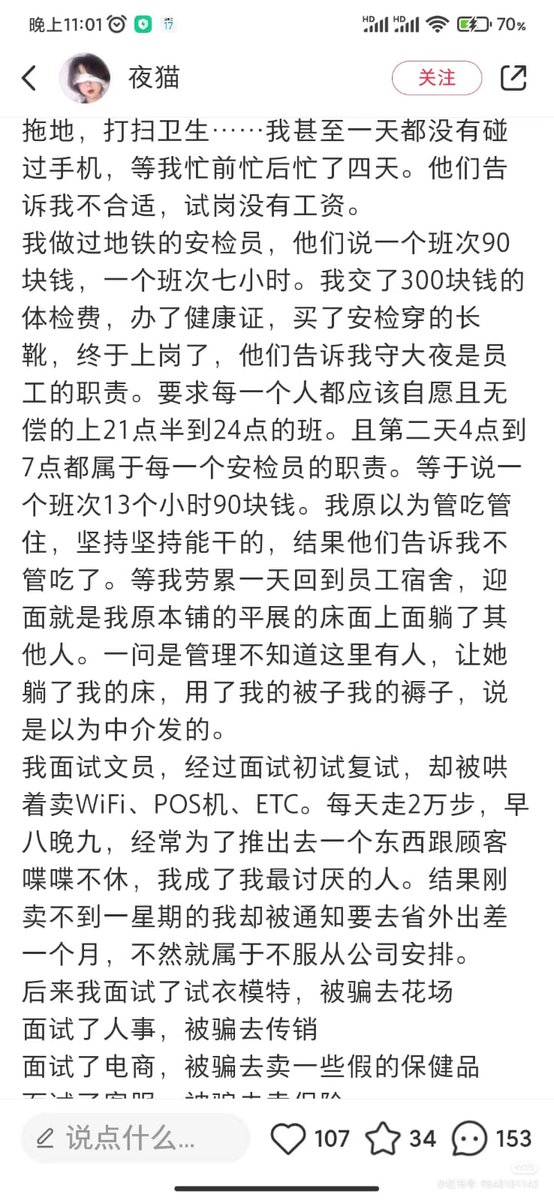 晚上11:01
17
HD
HD
70%
夜猫
关注
拖地，打扫卫生……我甚至一天都没有碰
过手机，等我忙前忙后忙了四天。他们告
诉我不合适，试岗没有工资。
我做过地铁的安检员，他们说一个班次90
块钱，一个班次七小时。我交了300块钱的
体检费，办了健康证，买了安检穿的长
靴，终于上岗了，他们告诉我守大夜是员
工的职责。要求每一个人都应该自愿且无
偿的上21点半到24点的班。且第二天4点到
7点都属于每一个安检员的职责。等于说一
个班次13个小时90块钱。我原以为管吃管
住，坚持坚持能干的，结果他们告诉我不
管吃了。等我劳累一天回到员工宿舍，迎
面就是我原本铺的平展的床面上面躺了其
他人。一问是管理不知道这里有人，让她
躺了我的床，用了我的被子我的褥子，说
是以为中介发的。
我面试文员，经过面试初试复试，却被哄
着卖WiFi、POS机、ETC。每天走2万步，早
八晚九，经常为了推出去一个东西跟顾客
喋喋不休，我成了我最讨厌的人。结果刚
卖不到一星期的我却被通知要去省外出差
一个月，不然就属于不服从公司安排。
后来我面试了试衣模特，被骗去花场
面试了人事，被骗去传销
面试了电商，被骗去卖一些假的保健品
说点什么...
107
34
153